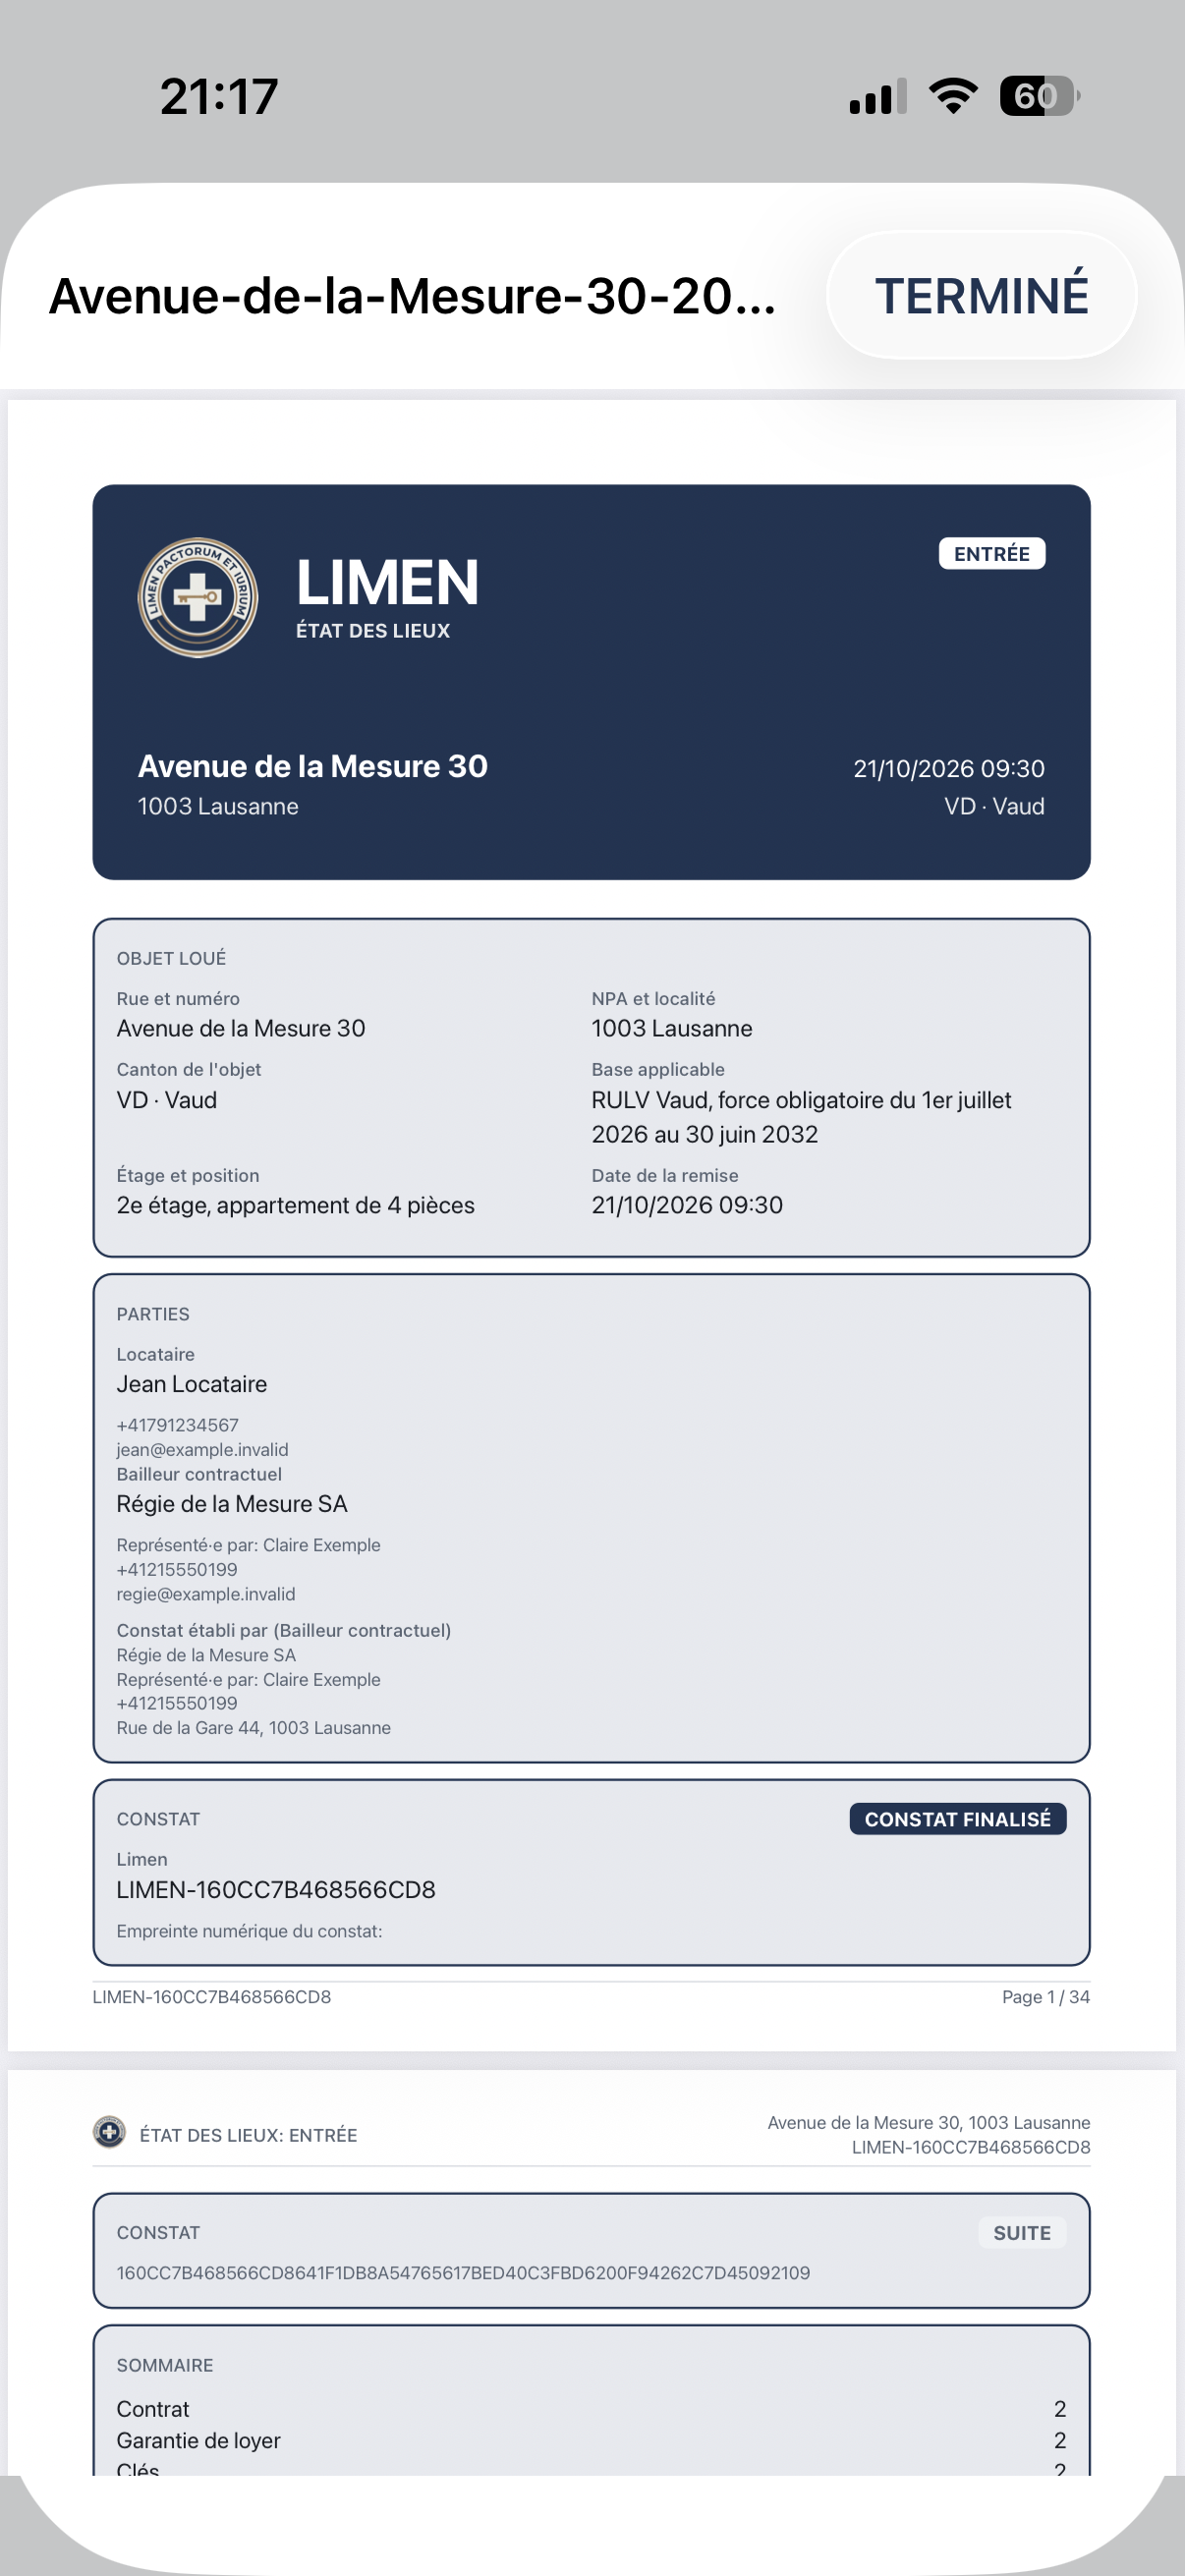 21:17
60
Avenue-de-la-Mesure-30-20...
TERMINÉ
LIMEN PACTORUM ET IURIUM
LIMEN
ÉTAT DES LIEUX
ENTRÉE
Avenue de la Mesure 30
21/10/2026 09:30
1003 Lausanne
VD · Vaud
OBJET LOUÉ
Rue et numéro
NPA et localité
Avenue de la Mesure 30
1003 Lausanne
Canton de l'objet
Base applicable
VD · Vaud
RULV Vaud, force obligatoire du 1er juillet
2026 au 30 juin 2032
Étage et position
Date de la remise
2e étage, appartement de 4 pièces
21/10/2026 09:30
PARTIES
Locataire
Jean Locataire
+41791234567
jean@example.invalid
Bailleur contractuel
Régie de la Mesure SA
Représenté·e par: Claire Exemple
+41215550199
regie@example.invalid
Constat établi par (Bailleur contractuel)
Régie de la Mesure SA
Représenté·e par: Claire Exemple
+41215550199
Rue de la Gare 44, 1003 Lausanne
CONSTAT
CONSTAT FINALISÉ
Limen
LIMEN-160CC7B468566CD8
Empreinte numérique du constat:
LIMEN-160CC7B468566CD8
Page 1 / 34
ÉTAT DES LIEUX: ENTRÉE
Avenue de la Mesure 30, 1003 Lausanne
LIMEN-160CC7B468566CD8
CONSTAT
SUITE
160CC7B468566CD8641F1DB8A54765617BED40C3FBD6200F94262C7D45092109
SOMMAIRE
Contrat
2
Garantie de loyer
2
Clés
2